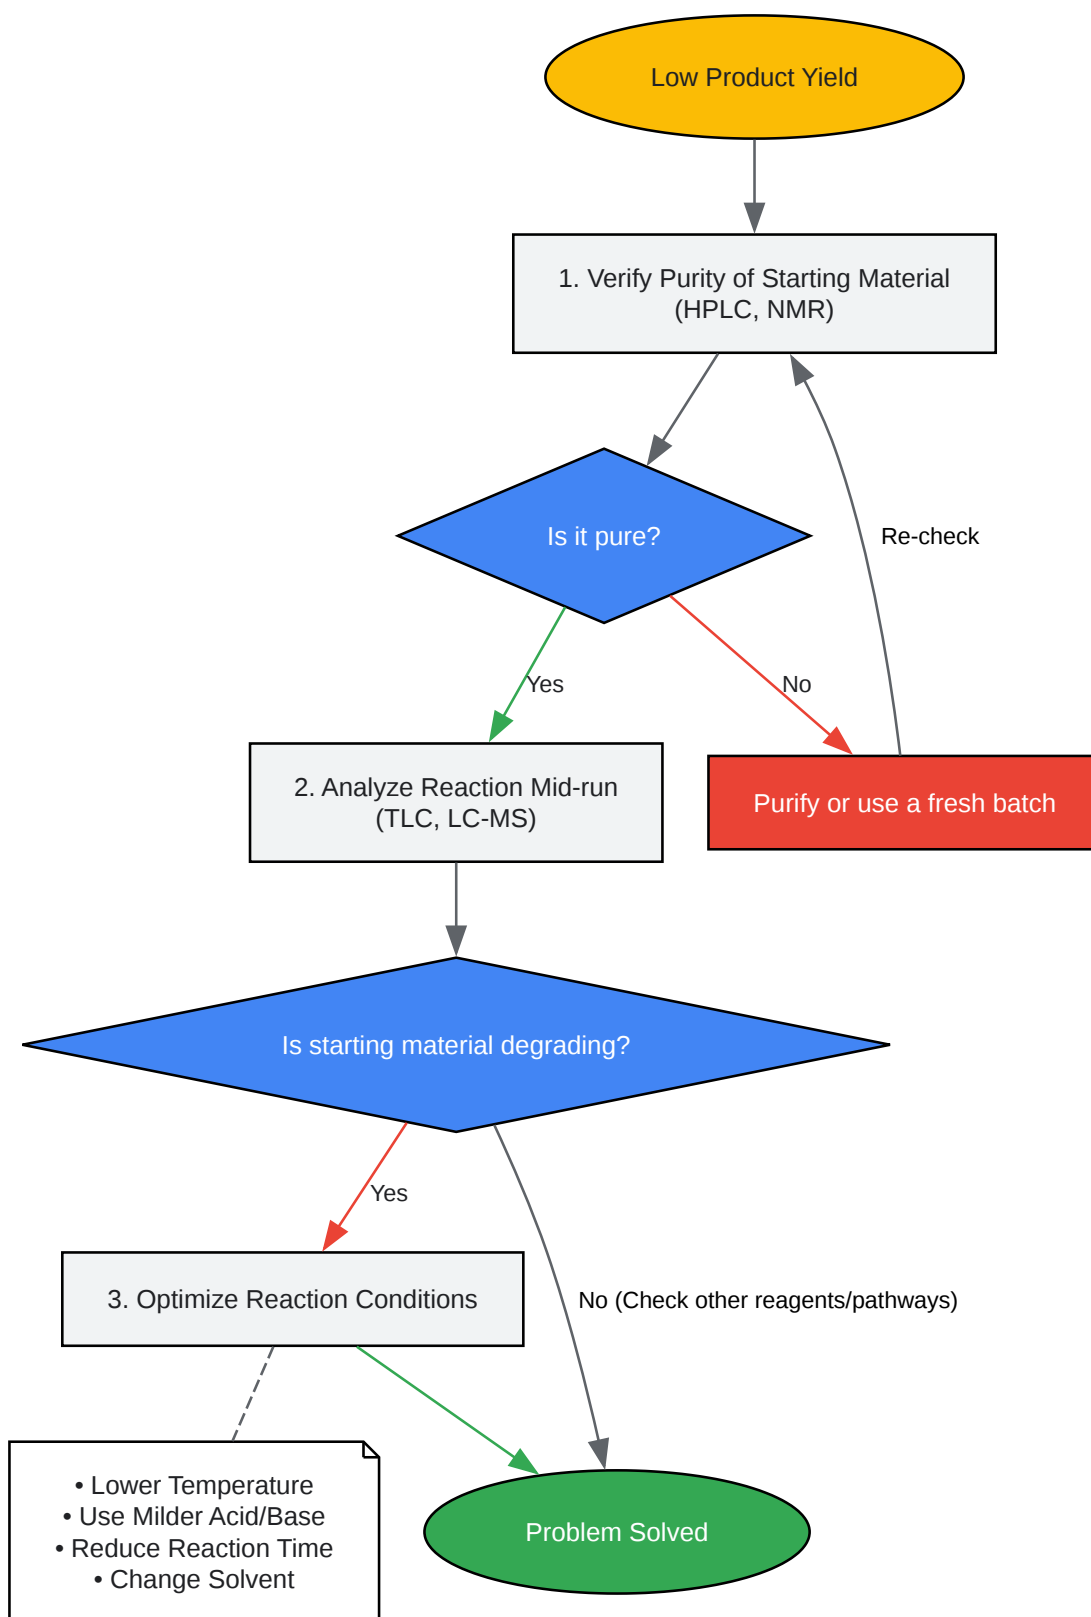 Low Product Yield
1. Verify Purity of Starting Material
(HPLC, NMR)
Is it pure?
Re-check
Yes
No
2. Analyze Reaction Mid-run
(TLC, LC-MS)
Purify or use a fresh batch
Is starting material degrading?
Yes
3. Optimize Reaction Conditions
No (Check other reagents/pathways)
• Lower Temperature
• Use Milder Acid/Base
• Reduce Reaction Time
• Change Solvent
Problem Solved